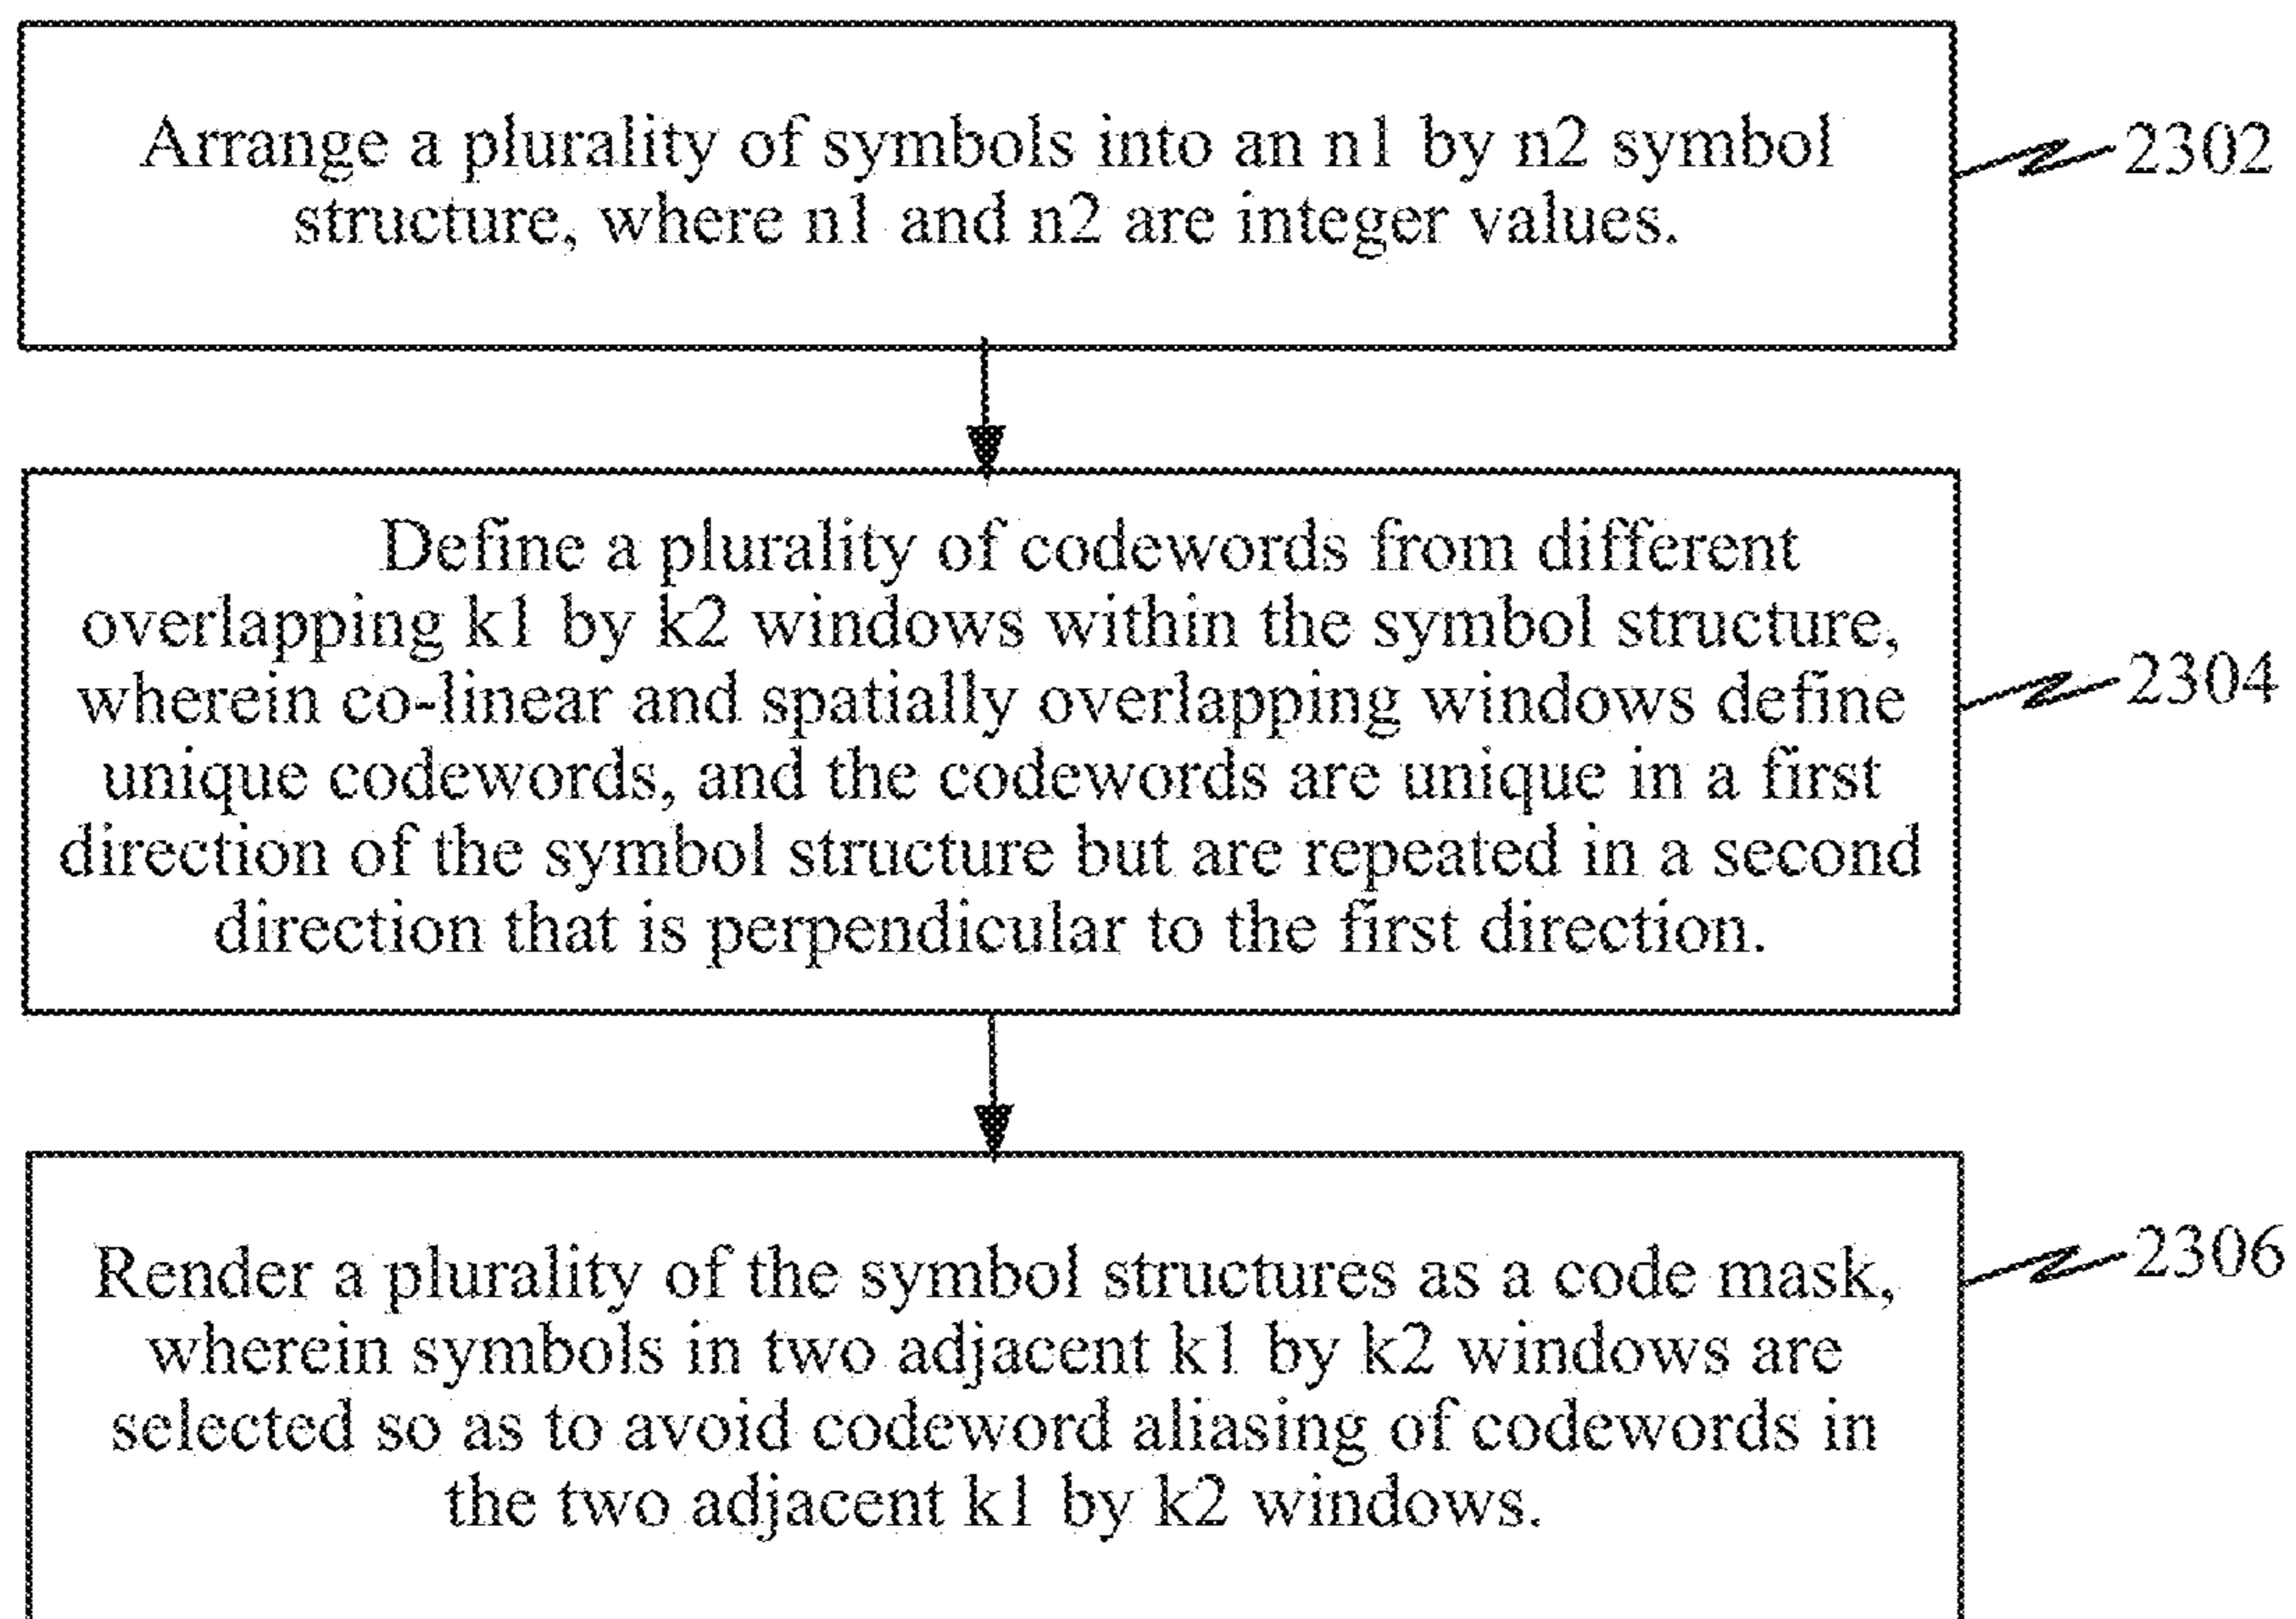 Arrange a plurality of symbols into an n1 by n2 symbol
structure, where n1 and n2 are integer values.
2302
Define a plurality of codewords from different
overlapping k1 by k2 windows within the symbol structure,
wherein co-linear and spatially overlapping windows define
unique codewords, and the codewords are unique in a first
direction of the symbol structure but are repeated in a second
direction that is perpendicular to the first direction.
2304
Render a plurality of the symbol structures as a code mask,
wherein symbols in two adjacent k1 by k2 windows are
selected so as to avoid codeword aliasing of codewords in
the two adjacent k1 by k2 windows.
2306